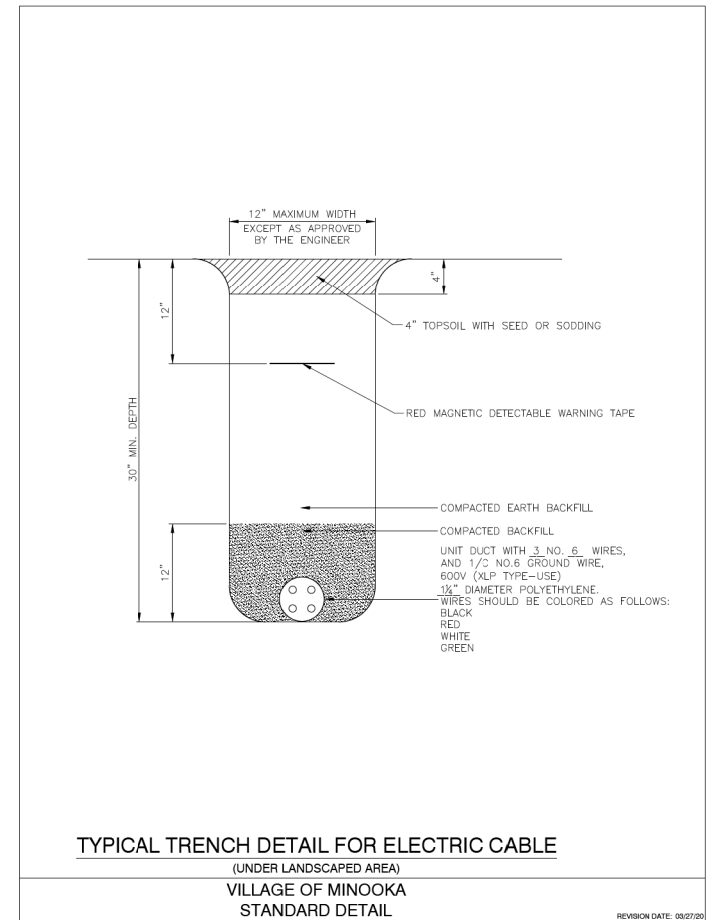 12" MAXIMUM WIDTH
EXCEPT AS APPROVED
BY THE ENGINEER
12"
4"
4" TOPSOIL WITH SEED OR SODDING
RED MAGNETIC DETECTABLE WARNING TAPE
30" MIN. DEPTH
COMPACTED EARTH BACKFILL
12"
COMPACTED BACKFILL
UNIT DUCT WITH 3 NO. 6 WIRES,
AND 1/C NO.6 GROUND WIRE,
600V (XLP TYPE-USE)
1¼" DIAMETER POLYETHYLENE.
WIRES SHOULD BE COLORED AS FOLLOWS:
BLACK
RED
WHITE
GREEN
TYPICAL TRENCH DETAIL FOR ELECTRIC CABLE
(UNDER LANDSCAPED AREA)
VILLAGE OF MINOOKA
STANDARD DETAIL
REVISION DATE: 03/27/20